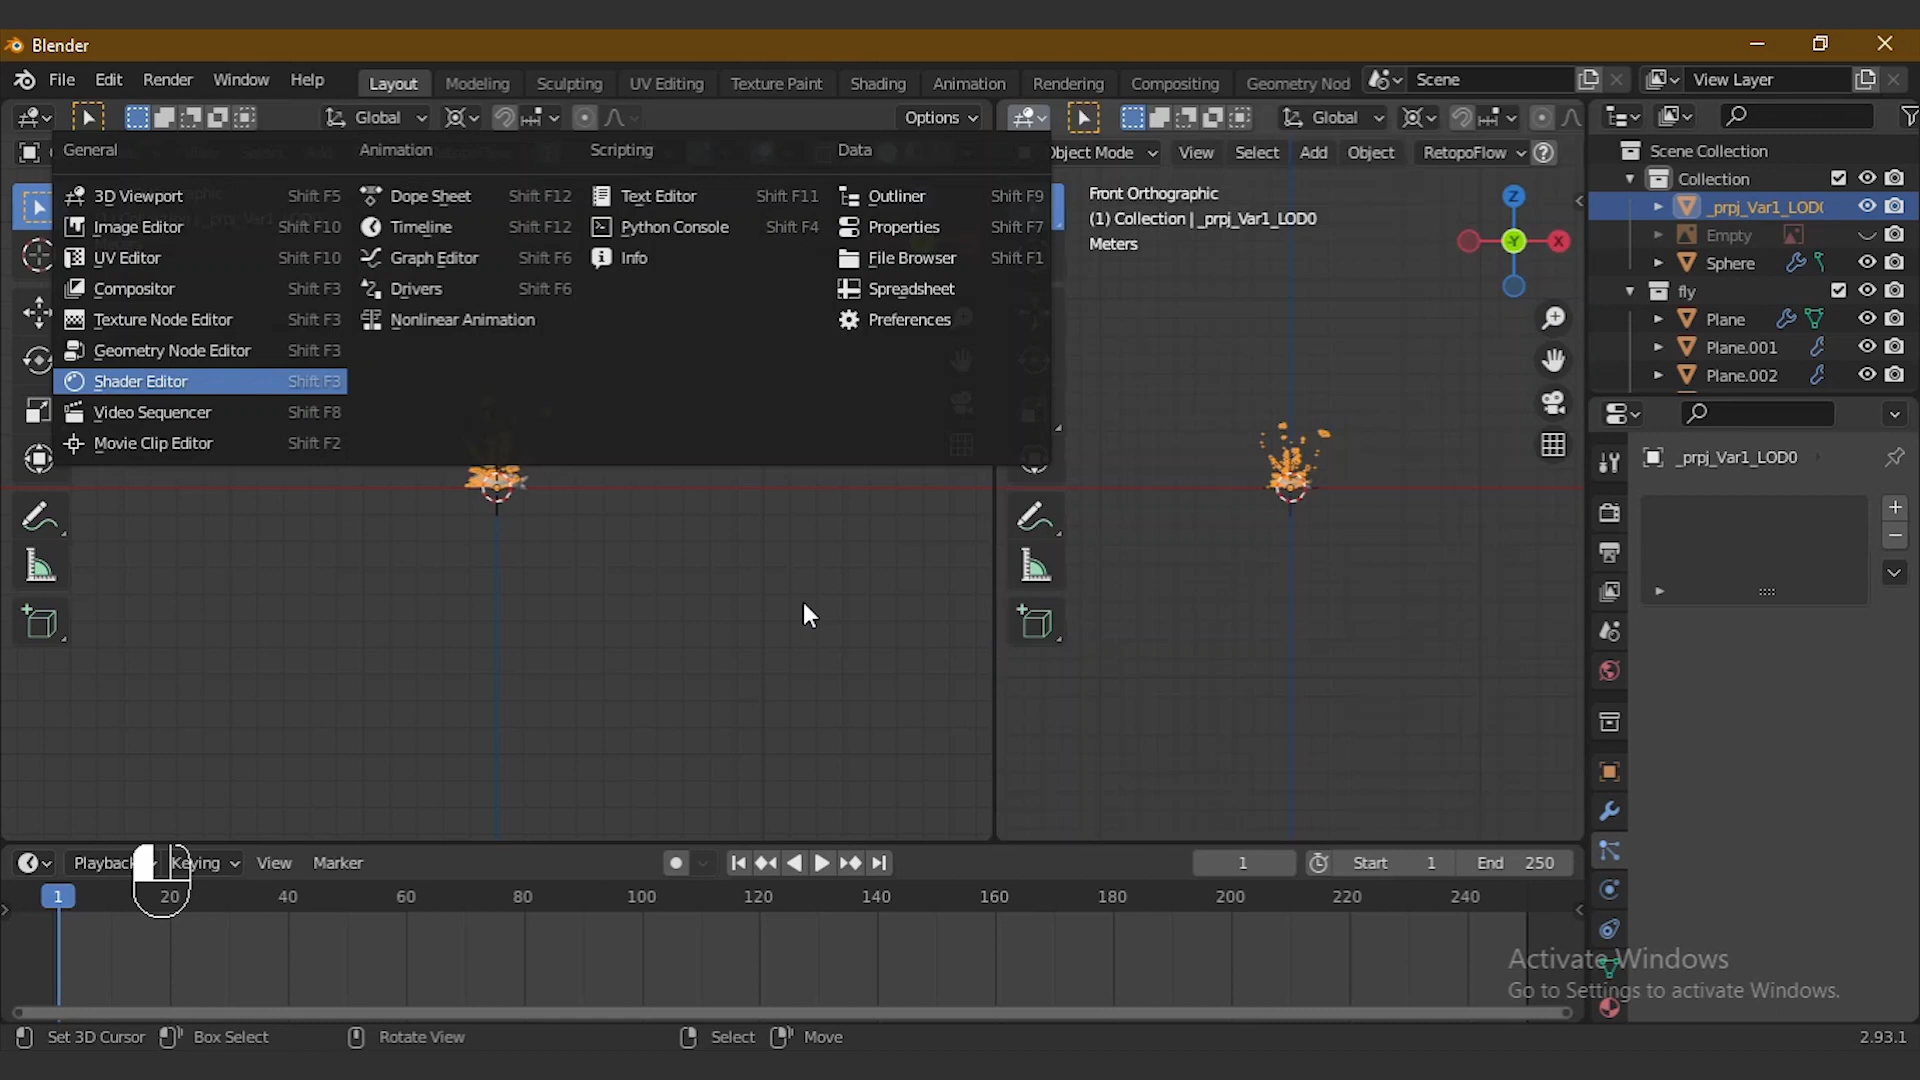 Blender
File Edit Render Window Help Layout Modeling Sculpting UV Editing Texture Paint Shading Animation Rendering Compositing Geometry Nod Scene View Layer
Global Options Global
General Animation Scripting Data
Object Mode View Select Add Object RetopoFlow
3D Viewport Shift F5 Dope Sheet Shift F12 Text Editor Shift F11 Outliner Shift F9
Image Editor Shift F10 Timeline Shift F12 Python Console Shift F4 Properties Shift F7
UV Editor Shift F10 Graph Editor Shift F6 Info File Browser Shift F1
Compositor Shift F3 Drivers Shift F6 Spreadsheet
Texture Node Editor Shift F3 Nonlinear Animation Preferences
Geometry Node Editor Shift F3
Shader Editor Shift F3
Video Sequencer Shift F8
Movie Clip Editor Shift F2
Front Orthographic
(1) Collection | _prpj_Var1_LOD0
Meters
Z
Y
X
Scene Collection
Collection
_prpj_Var1_LOD(
Empty
Sphere
fly
Plane
Plane.001
Plane.002
_prpj_Var1_LOD0
Playback Keying View Marker 1 Start 1 End 250
1 20 40 60 80 100 120 140 160 180 200 220 240
Activate Windows
Go to Settings to activate Windows.
Set 3D Cursor Box Select Rotate View Select Move 2.93.1